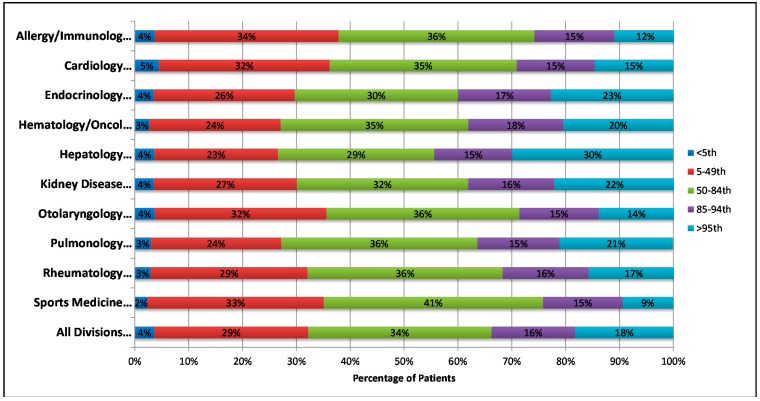 Allergy/Immunolog... 4% 34% 36% 15% 12%
Cardiology... 5% 32% 35% 15% 15%
Endocrinology... 4% 26% 30% 17% 23%
Hematology/Oncol... 3% 24% 35% 18% 20%
Hepatology... 4% 23% 29% 15% 30%
Kidney Disease... 4% 27% 32% 16% 22%
Otolaryngology... 4% 32% 36% 15% 14%
Pulmonology... 3% 24% 36% 15% 21%
Rheumatology... 3% 29% 36% 16% 17%
Sports Medicine... 2% 33% 41% 15% 9%
All Divisions... 4% 29% 34% 16% 18%
0% 10% 20% 30% 40% 50% 60% 70% 80% 90% 100%
Percentage of Patients
<5th
5-49th
50-84th
85-94th
>95th